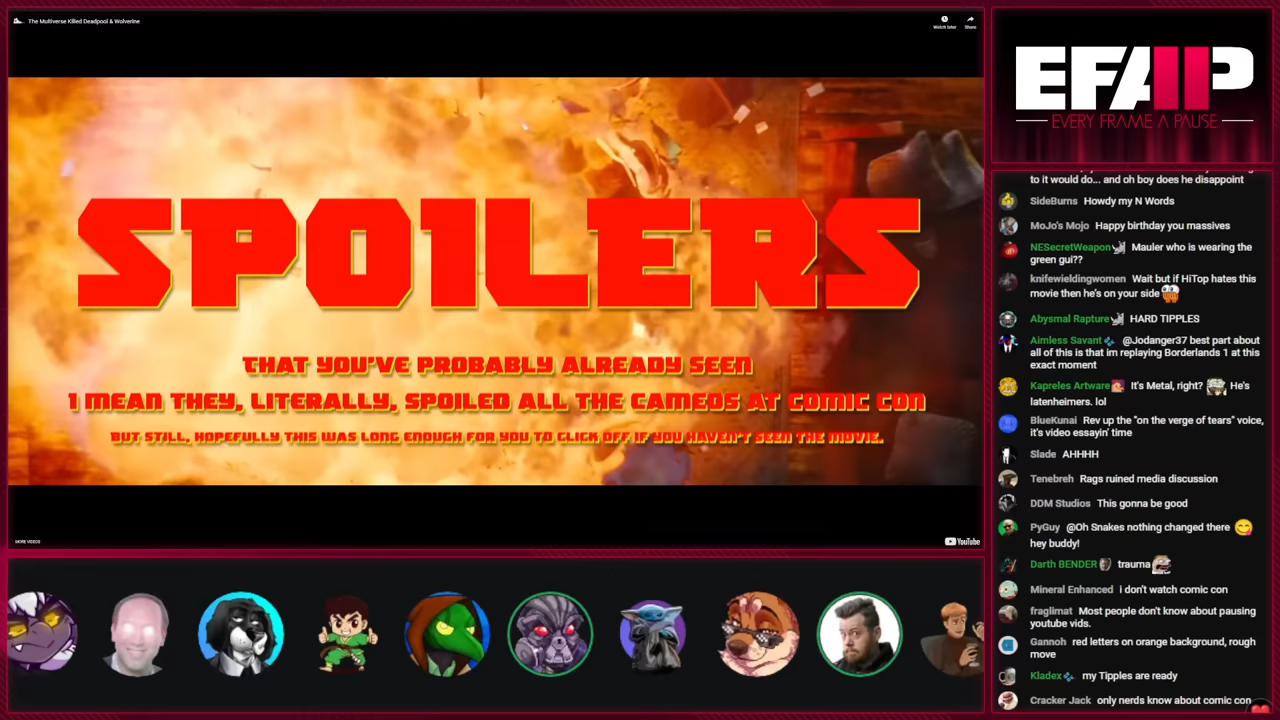 The Multiverse Killed Deadpool & Wolverine
Watch later
Share
SPOILERS
THAT YOU'VE PROBABLY ALREADY SEEN
I MEAN THEY, LITERALLY, SPOILED ALL THE CAMEOS AT COMIC CON
BUT STILL, HOPEFULLY THIS WAS LONG ENOUGH FOR YOU TO CLICK OFF IF YOU HAVEN'T SEEN THE MOVIE.
MORE VIDEOS
YouTube
EFAP
EVERY FRAME A PAUSE
to it would do... and oh boy does he disappoint
SideBurns Howdy my N Words
MoJo's Mojo Happy birthday you massives
NESecretWeapon Mauler who is wearing the
green gui??
knifewieldingwomen Wait but if HiTop hates this
movie then he's on your side
Abysmal Rapture HARD TIPPLES
Aimless Savant @Jodanger37 best part about
all of this is that im replaying Borderlands 1 at this
exact moment
Kapreles Artware It's Metal, right? He's
latenheimers. lol
BlueKunai Rev up the "on the verge of tears" voice,
it's video essayin' time
Slade AHHHH
Tenebreh Rags ruined media discussion
DDM Studios This gonna be good
PyGuy @Oh Snakes nothing changed there
hey buddy!
Darth BENDER trauma
Mineral Enhanced i don't watch comic con
fraglimat Most people don't know about pausing
youtube vids.
Gannoh red letters on orange background, rough
move
Kladex my Tipples are ready
Cracker Jack only nerds know about comic con